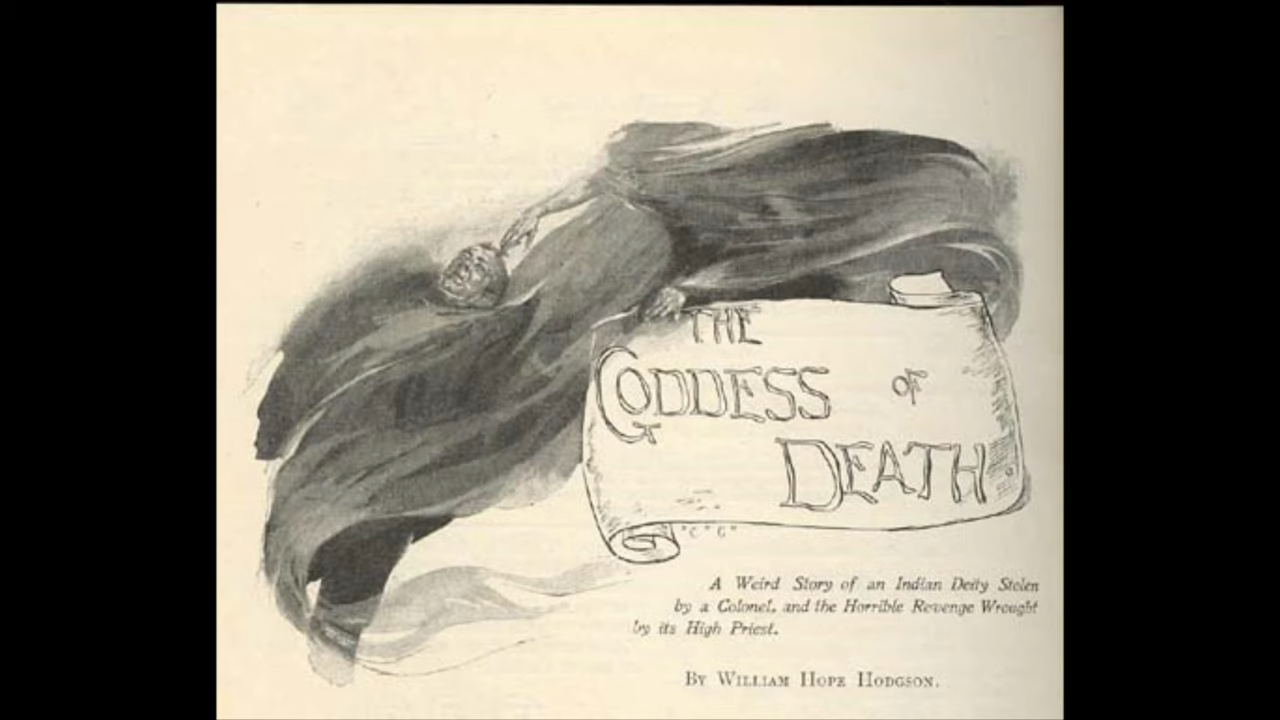 THE
GODDESS OF
DEATH.
"C * G"
A Weird Story of an Indian Deity Stolen
by a Colonel, and the Horrible Revenge Wrought
by its High Priest.
BY WILLIAM HOPE HODGSON.